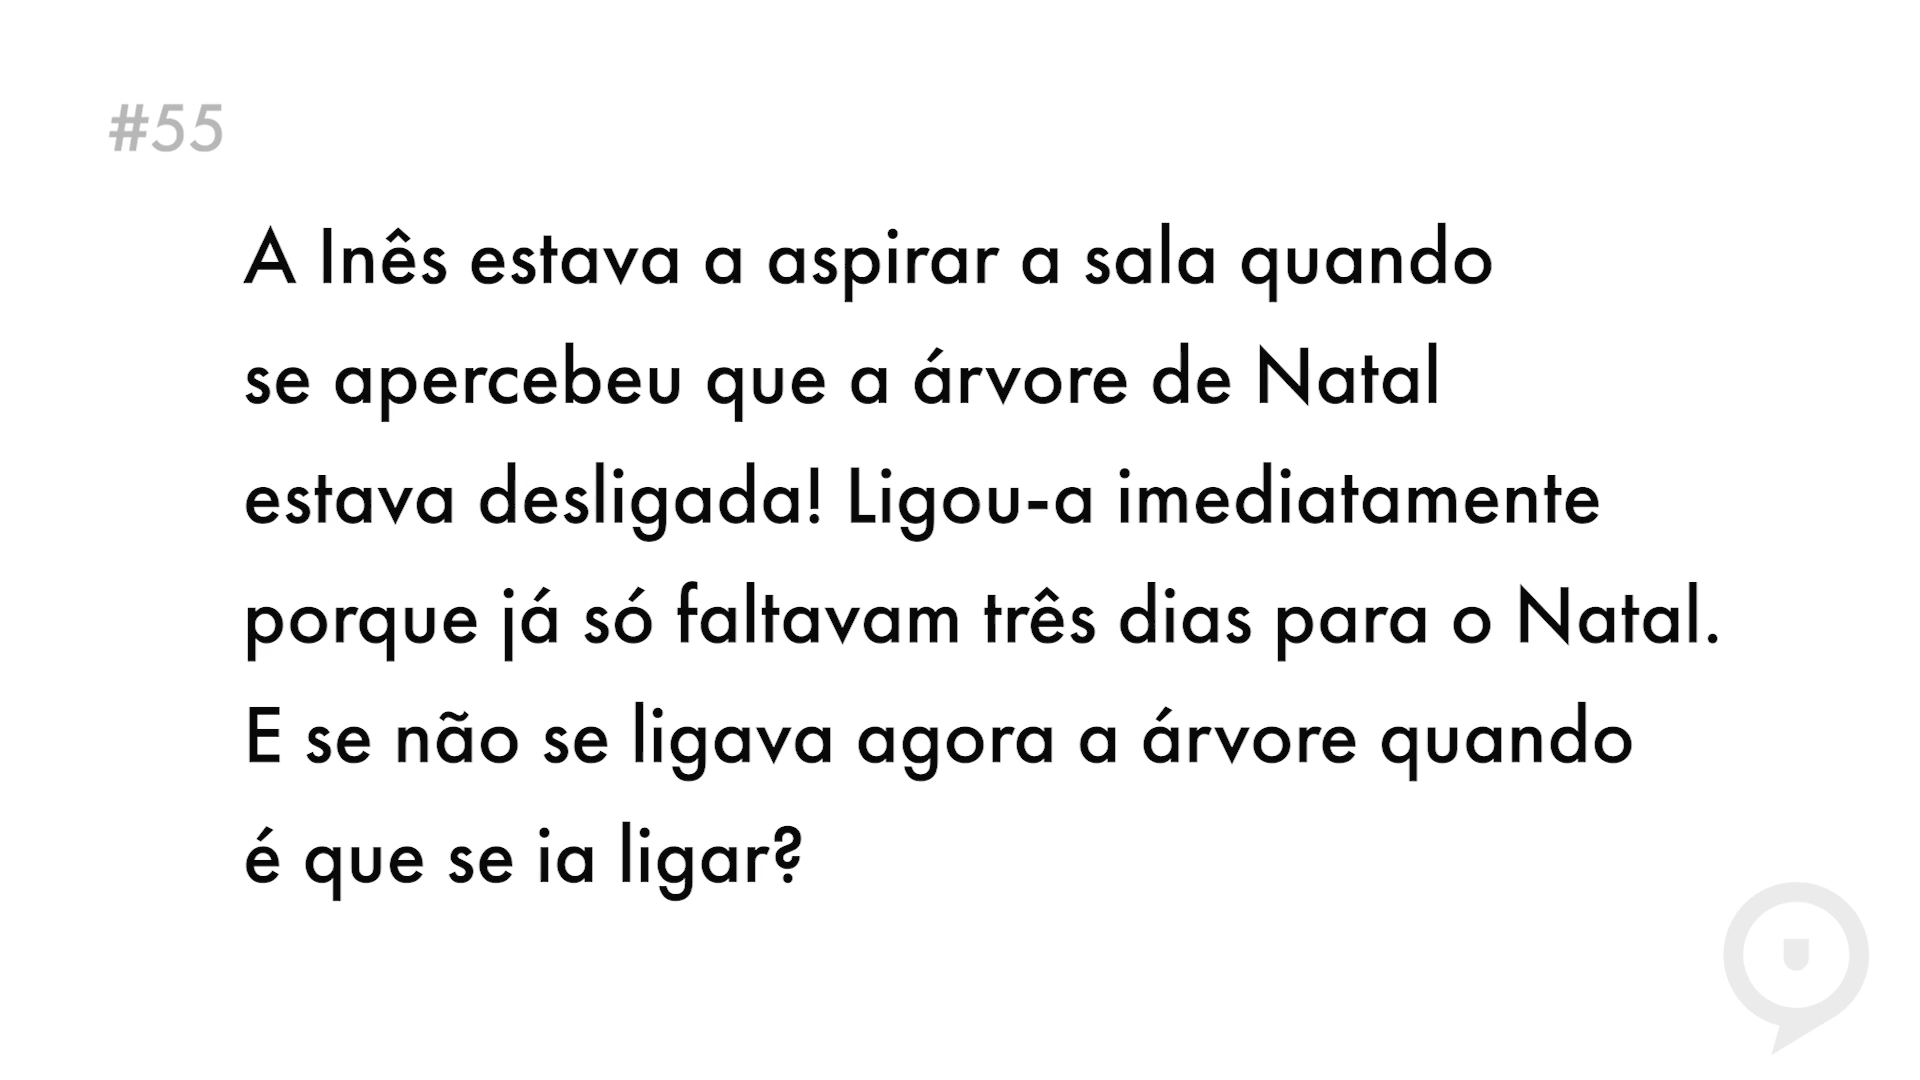 #55
A Inês estava a aspirar a sala quando
se apercebeu que a árvore de Natal
estava desligada! Ligou-a imediatamente
porque já só faltavam três dias para o Natal.
E se não se ligava agora a árvore quando
é que se ia ligar?